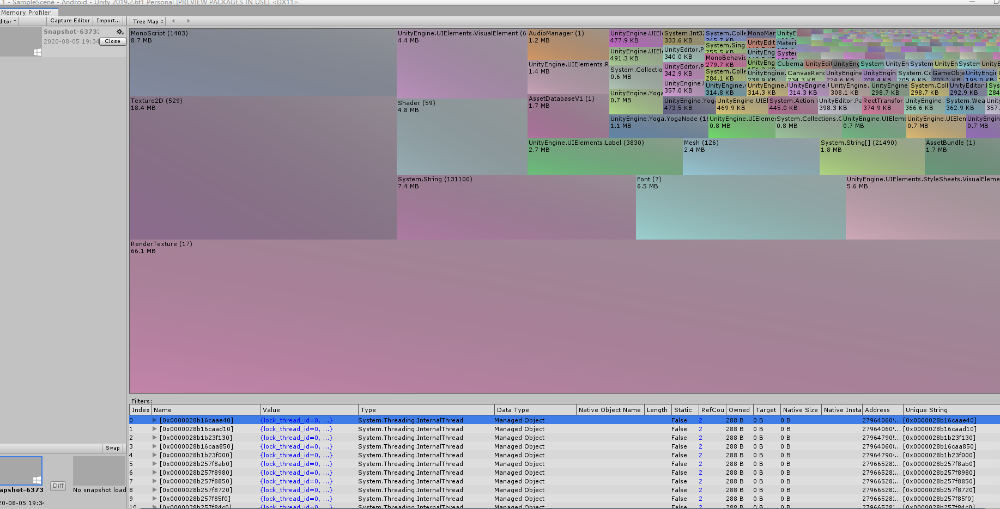 1 - SampleScene - Android - Unity 2019.2.6f1 Personal [PREVIEW PACKAGES IN USE] <DX11>
Memory Profiler
ditor
Capture Editor
Import...
Tree Map
Snapshot-6373
2020-08-05 19:34
Close
MonoScript (1403)
8.7 MB
UnityEngine.UIElements.VisualElement (6
4.4 MB
AudioManager (1)
1.2 MB
UnityEngine.UIEl
477.9 KB
System.Int32
333.6 KB
System.Colle
245.7 KB
MonoMan
UnityE
UnityEdit
Materi
System.Sing
255.5 KB
UnityEngine.UIEl
491.3 KB
UnityEditor.P
340.0 KB
UnityEng
Syster
MonoBehavio
279.7 KB
UnityEng
Cubema
UnityEdit
UnityEng
System
UnityEn
System
UnityEn
System
UnityE
UnityEngine.UIElements.R
1.4 MB
System.Collectio
0.6 MB
UnityEditor.P
342.9 KB
System.Colle
284.1 KB
UnityEngine.
238.9 KB
CanvasRend
234.3 KB
UnityEngine
224.6 KB
UnityEngin
208.4 KB
System.Co
205.6 KB
GameObje
203.1 KB
UnityEngi
195.0 KB
UnityEngine.
357.0 KB
UnityEngine.
314.8 KB
UnityEngine.
314.3 KB
UnityEngine.
314.3 KB
UnityEngine.
308.1 KB
UnityEngine
298.7 KB
System.Coll
298.7 KB
UnityEditor.
292.9 KB
Sys
284
UnityEngine.Yoga
0.7 MB
Texture2D (529)
18.4 MB
Shader (59)
4.8 MB
AssetDatabaseV1 (1)
1.7 MB
UnityEngine.Yog
473.5 KB
UnityEngine.UIEl
469.9 KB
System.Action (
445.0 KB
UnityEditor.Pa
398.3 KB
RectTransfor
374.9 KB
UnityEngine.
366.6 KB
System.Wea
362.9 KB
Unity
357.
UnityEngine.Yoga.YogaNode (16
1.1 MB
UnityEngine.UIEleme
0.8 MB
System.Collections.G
0.8 MB
UnityEngine.UIEleme
0.7 MB
UnityEngine.UIElen
0.7 MB
UnityEngin
0.7 MB
UnityEngine.UIElements.Label (3830)
2.7 MB
Mesh (126)
2.4 MB
System.String[] (21490)
1.8 MB
AssetBundle (1)
1.7 MB
System.String (131100)
7.4 MB
Font (7)
6.5 MB
UnityEngine.UIElements.StyleSheets.VisualEleme
5.6 MB
RenderTexture (17)
66.1 MB
Filters:
Index Name Value Type Data Type Native Object Name Length Static RefCou Owned Target Native Size Native Insta Address Unique String
0 [0x0000028b16caae40] {lock_thread_id=0, ...} System.Threading.InternalThread Managed Object False 2 288 B 0 B 0 B 279640609... [0x0000028b16caae40]
1 [0x0000028b16caad10] {lock_thread_id=0, ...} System.Threading.InternalThread Managed Object False 2 288 B 0 B 0 B 279640609... [0x0000028b16caad10]
2 [0x0000028b1b23f130] {lock_thread_id=0, ...} System.Threading.InternalThread Managed Object False 2 288 B 0 B 0 B 279647905... [0x0000028b1b23f130]
3 [0x0000028b16caa850] {lock_thread_id=0, ...} System.Threading.InternalThread Managed Object False 2 288 B 0 B 0 B 279640608... [0x0000028b16caa850]
4 [0x0000028b1b23f000] {lock_thread_id=0, ...} System.Threading.InternalThread Managed Object False 2 288 B 0 B 0 B 279647904... [0x0000028b1b23f000]
5 [0x0000028b257f8ab0] {lock_thread_id=0, ...} System.Threading.InternalThread Managed Object False 2 288 B 0 B 0 B 279665282... [0x0000028b257f8ab0]
6 [0x0000028b257f8980] {lock_thread_id=0, ...} System.Threading.InternalThread Managed Object False 2 288 B 0 B 0 B 279665282... [0x0000028b257f8980]
7 [0x0000028b257f8850] {lock_thread_id=0, ...} System.Threading.InternalThread Managed Object False 2 288 B 0 B 0 B 279665282... [0x0000028b257f8850]
8 [0x0000028b257f8720] {lock_thread_id=0, ...} System.Threading.InternalThread Managed Object False 2 288 B 0 B 0 B 279665282... [0x0000028b257f8720]
9 [0x0000028b257f85f0] {lock_thread_id=0, ...} System.Threading.InternalThread Managed Object False 2 288 B 0 B 0 B 279665282... [0x0000028b257f85f0]
10 [0x0000028b257f84c0] {lock_thread_id=0, ...} System.Threading.InternalThread Managed Object False 2 288 B 0 B 0 B 279665282... [0x0000028b257f84c0]
Swap
Diff
apshot-6373
No snapshot load
20-08-05 19:34